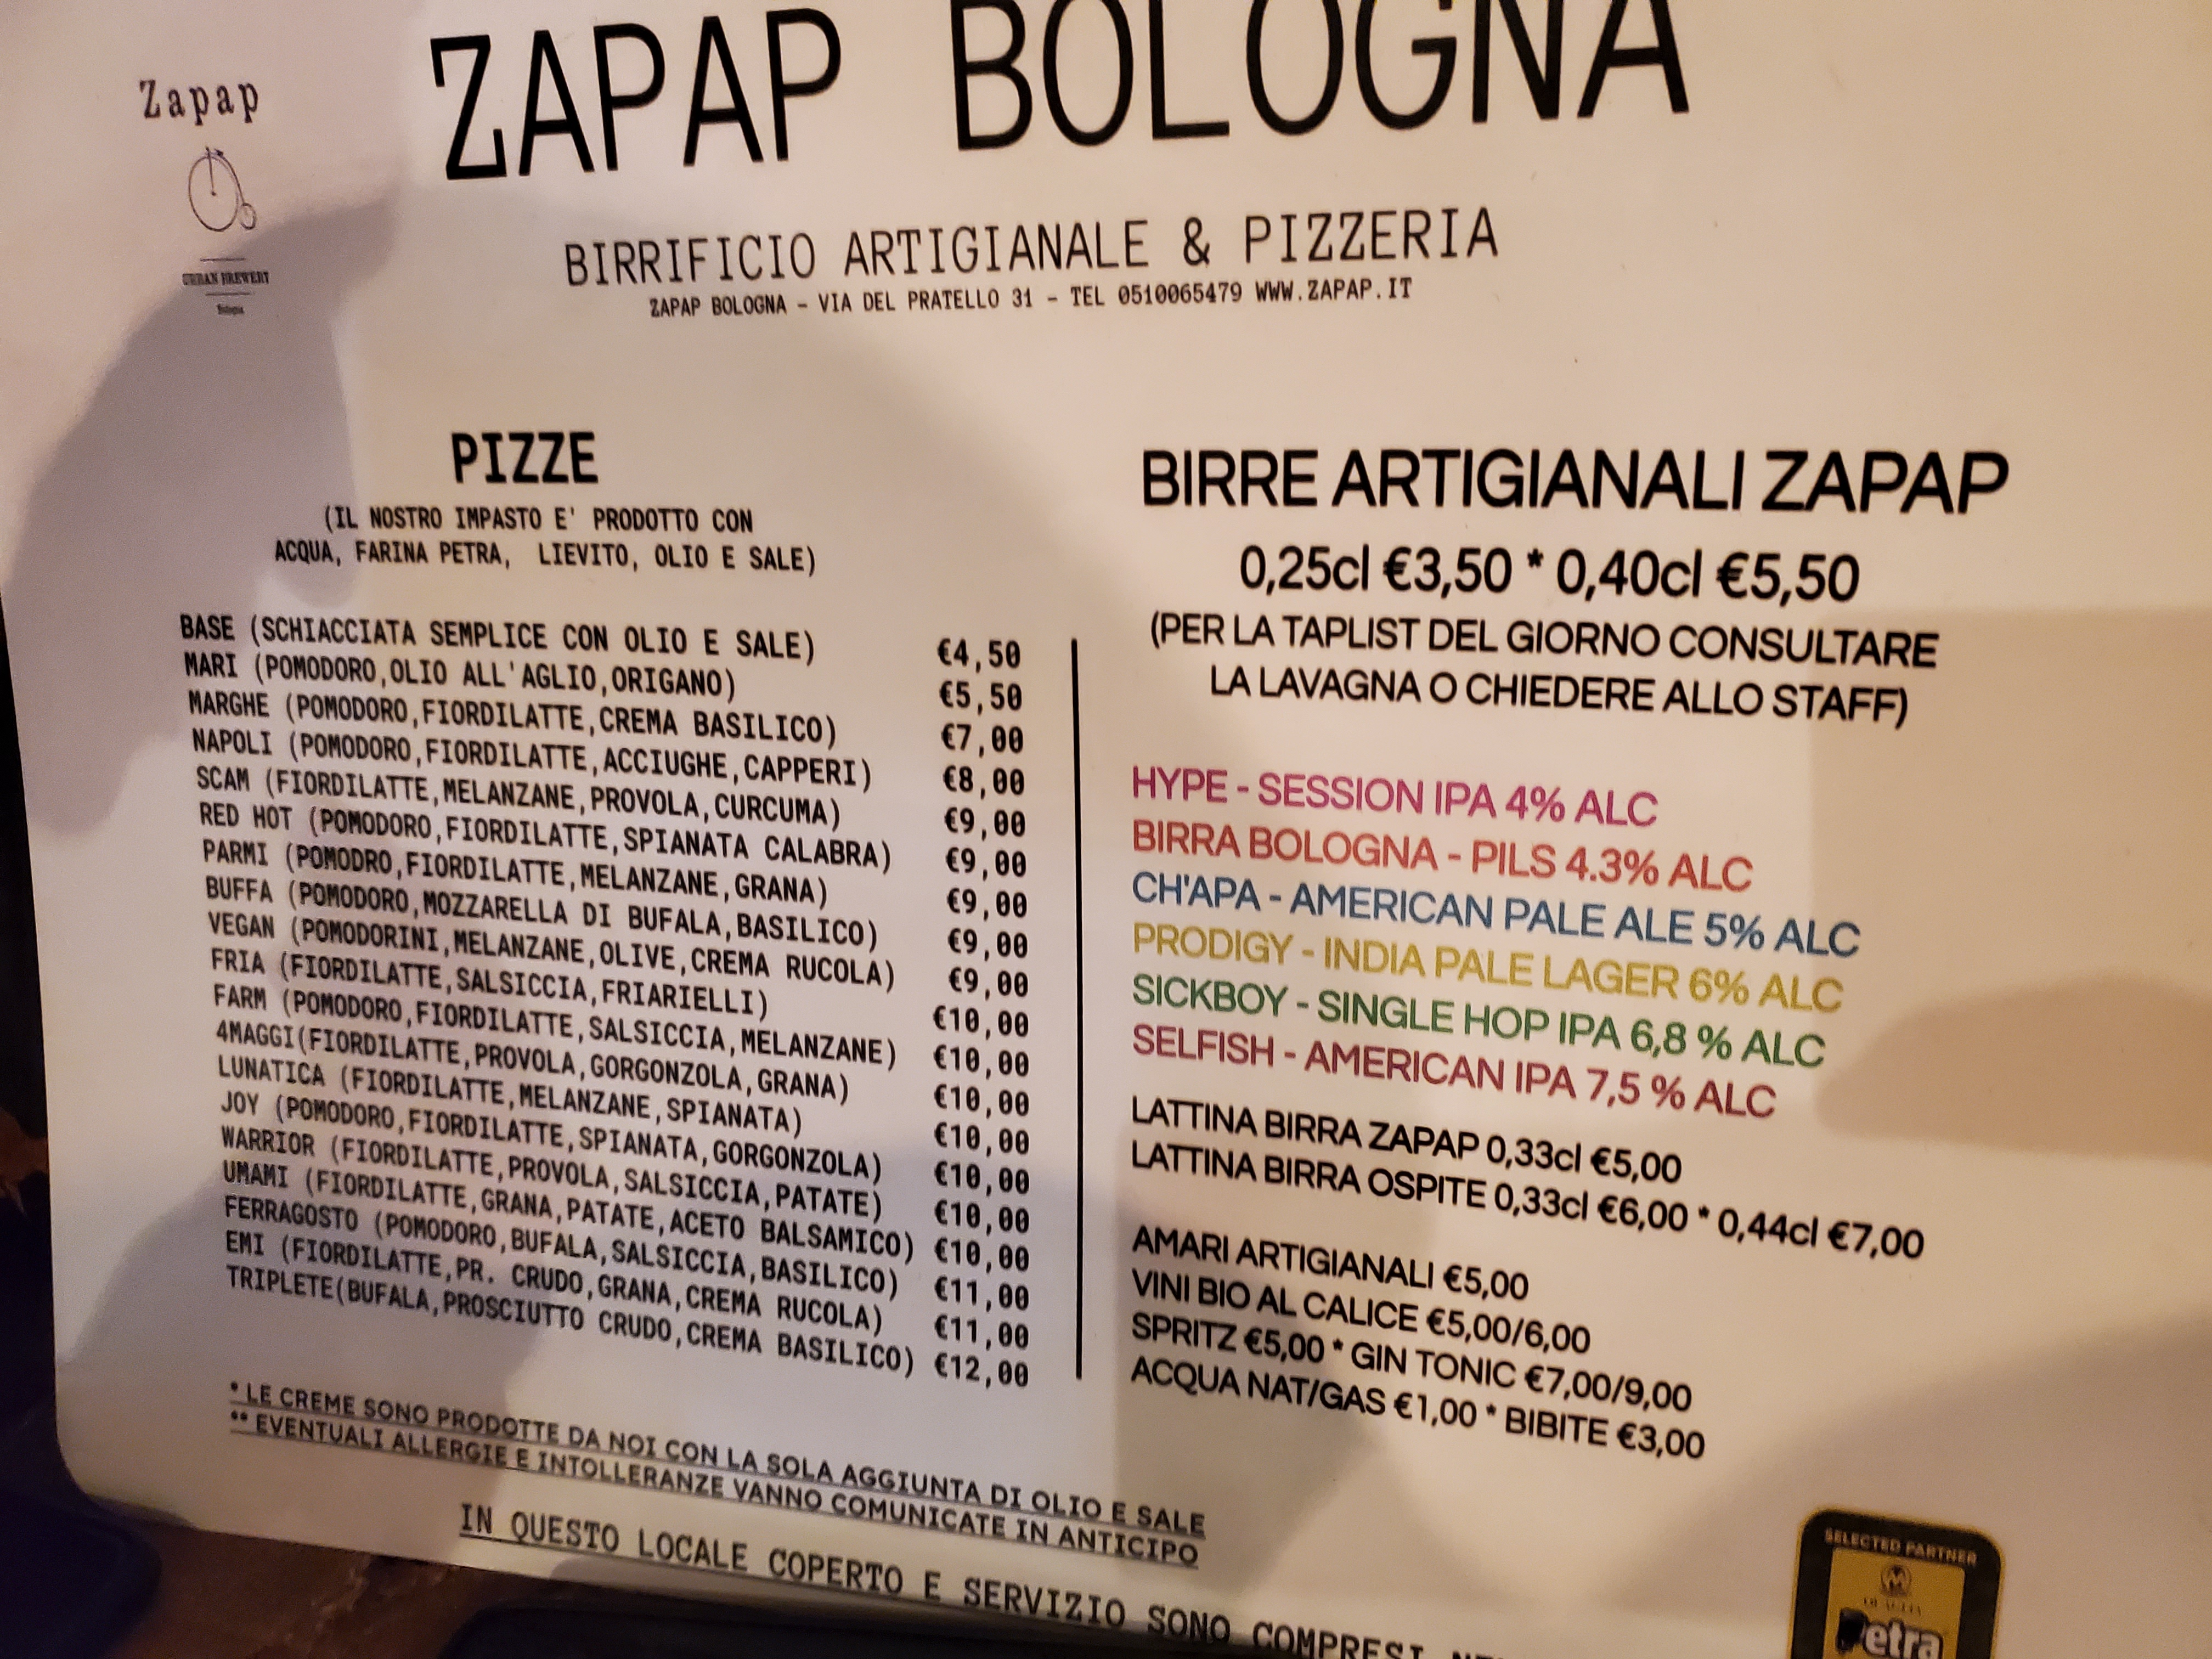 Zapap
URBAN BREWERY
Bologna
ZAPAP BOLOGNA
BIRRIFICIO ARTIGIANALE & PIZZERIA
ZAPAP BOLOGNA - VIA DEL PRATELLO 31 - TEL 0510065479 WWW.ZAPAP.IT
PIZZE
(IL NOSTRO IMPASTO E' PRODOTTO CON
ACQUA, FARINA PETRA, LIEVITO, OLIO E SALE)
BASE (SCHIACCIATA SEMPLICE CON OLIO E SALE) €4,50
MARI (POMODORO,OLIO ALL'AGLIO,ORIGANO) €5,50
MARGHE (POMODORO,FIORDILATTE,CREMA BASILICO) €7,00
NAPOLI (POMODORO,FIORDILATTE,ACCIUGHE,CAPPERI) €8,00
SCAM (FIORDILATTE,MELANZANE,PROVOLA,CURCUMA) €9,00
RED HOT (POMODORO,FIORDILATTE,SPIANATA CALABRA) €9,00
PARMI (POMODRO,FIORDILATTE,MELANZANE,GRANA) €9,00
BUFFA (POMODORO,MOZZARELLA DI BUFALA,BASILICO) €9,00
VEGAN (POMODORINI,MELANZANE,OLIVE,CREMA RUCOLA) €9,00
FRIA (FIORDILATTE,SALSICCIA,FRIARIELLI) €10,00
FARM (POMODORO,FIORDILATTE,SALSICCIA,MELANZANE) €10,00
4MAGGI(FIORDILATTE,PROVOLA,GORGONZOLA,GRANA) €10,00
LUNATICA (FIORDILATTE,MELANZANE,SPIANATA) €10,00
JOY (POMODORO,FIORDILATTE,SPIANATA,GORGONZOLA) €10,00
WARRIOR (FIORDILATTE,PROVOLA,SALSICCIA,PATATE) €10,00
UMAMI (FIORDILATTE,GRANA,PATATE,ACETO BALSAMICO) €10,00
FERRAGOSTO (POMODORO,BUFALA,SALSICCIA,BASILICO) €11,00
EMI (FIORDILATTE,PR. CRUDO,GRANA,CREMA RUCOLA) €11,00
TRIPLETE(BUFALA,PROSCIUTTO CRUDO,CREMA BASILICO) €12,00
* LE CREME SONO PRODOTTE DA NOI CON LA SOLA AGGIUNTA DI OLIO E SALE
** EVENTUALI ALLERGIE E INTOLLERANZE VANNO COMUNICATE IN ANTICIPO
IN QUESTO LOCALE COPERTO E SERVIZIO SONO COMPRESI
BIRRE ARTIGIANALI ZAPAP
0,25cl €3,50 * 0,40cl €5,50
(PER LA TAPLIST DEL GIORNO CONSULTARE
LA LAVAGNA O CHIEDERE ALLO STAFF)
HYPE - SESSION IPA 4% ALC
BIRRA BOLOGNA - PILS 4.3% ALC
CH'APA - AMERICAN PALE ALE 5% ALC
PRODIGY - INDIA PALE LAGER 6% ALC
SICKBOY - SINGLE HOP IPA 6,8 % ALC
SELFISH - AMERICAN IPA 7,5 % ALC
LATTINA BIRRA ZAPAP 0,33cl €5,00
LATTINA BIRRA OSPITE 0,33cl €6,00 * 0,44cl €7,00
AMARI ARTIGIANALI €5,00
VINI BIO AL CALICE €5,00/6,00
SPRITZ €5,00 * GIN TONIC €7,00/9,00
ACQUA NAT/GAS €1,00 * BIBITE €3,00
SELECTED PARTNER
Petra